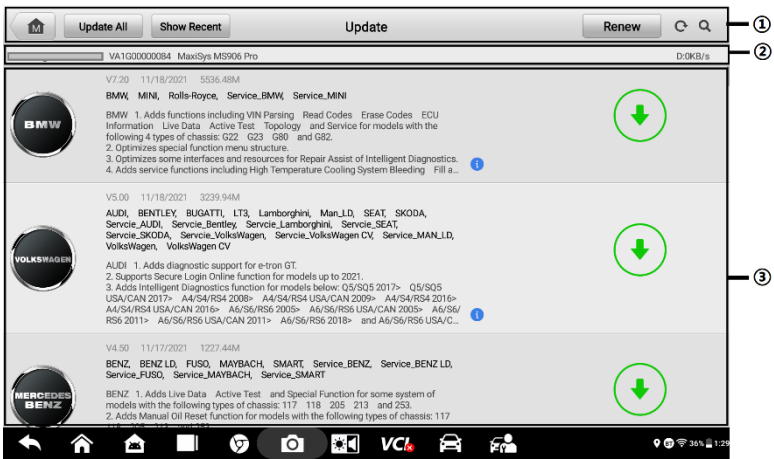 M Update All Show Recent Update Renew ①
VA1G00000084 MaxiSys MS906 Pro D:0KB/s ②
V7.20 11/18/2021 5536.48M
BMW, MINI, Rolls-Royce, Service_BMW, Service_MINI
BMW
BMW 1. Adds functions including VIN Parsing Read Codes Erase Codes ECU
Information Live Data Active Test Topology and Service for models with the
following 4 types of chassis: G22 G23 G80 and G82.
2. Optimizes special function menu structure.
3. Optimizes some interfaces and resources for Repair Assist of Intelligent Diagnostics.
4. Adds service functions including High Temperature Cooling System Bleeding Fill a...
V5.00 11/18/2021 3239.94M
AUDI, BENTLEY, BUGATTI, LT3, Lamborghini, Man_LD, SEAT, SKODA,
Servcie_AUDI, Servcie_Bentley, Servcie_Lamborghini, Servcie_SEAT,
Servcie_SKODA, Servcie_VolksWagen, Servcie_VolksWagen CV, Service_MAN_LD,
VolksWagen, VolksWagen CV
VOLKSWAGEN
AUDI 1. Adds diagnostic support for e-tron GT.
2. Supports Secure Login Online function for models up to 2021.
3. Adds Intelligent Diagnostics function for models below: Q5/SQ5 2017> Q5/SQ5
USA/CAN 2017> A4/S4/RS4 2008> A4/S4/RS4 USA/CAN 2009> A4/S4/RS4 2016>
A4/S4/RS4 USA/CAN 2016> A6/S6/RS6 2005> A6/S6/RS6 USA/CAN 2005> A6/S6/
RS6 2011> A6/S6/RS6 USA/CAN 2011> A6/S6/RS6 2018> and A6/S6/RS6 USA/C...
③
V4.50 11/17/2021 1227.44M
BENZ, BENZ LD, FUSO, MAYBACH, SMART, Service_BENZ, Service_BENZ LD,
Service_FUSO, Service_MAYBACH, Service_SMART
MERCEDES
BENZ
BENZ 1. Adds Live Data Active Test and Special Function for some system of
models with the following types of chassis: 117 118 205 213 and 253.
2. Adds Manual Oil Reset function for models with the following types of chassis: 117
VCI 36% 1:29